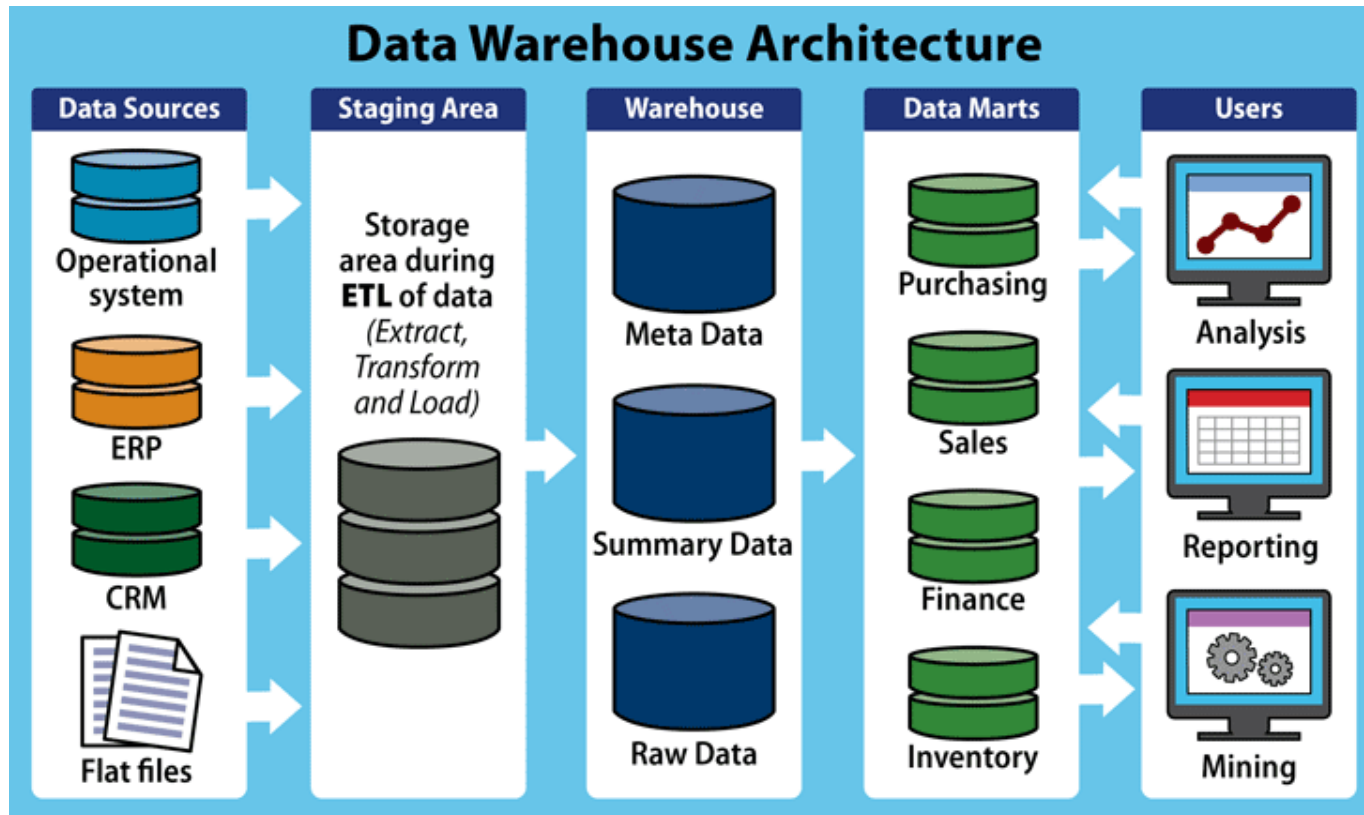 Data Warehouse Architecture
Data Sources
Operational
system
ERP
CRM
Flat files
Staging Area
Storage
area during
ETL of data
(Extract,
Transform
and Load)
Warehouse
Meta Data
Summary Data
Raw Data
Data Marts
Purchasing
Sales
Finance
Inventory
Users
Analysis
Reporting
Mining